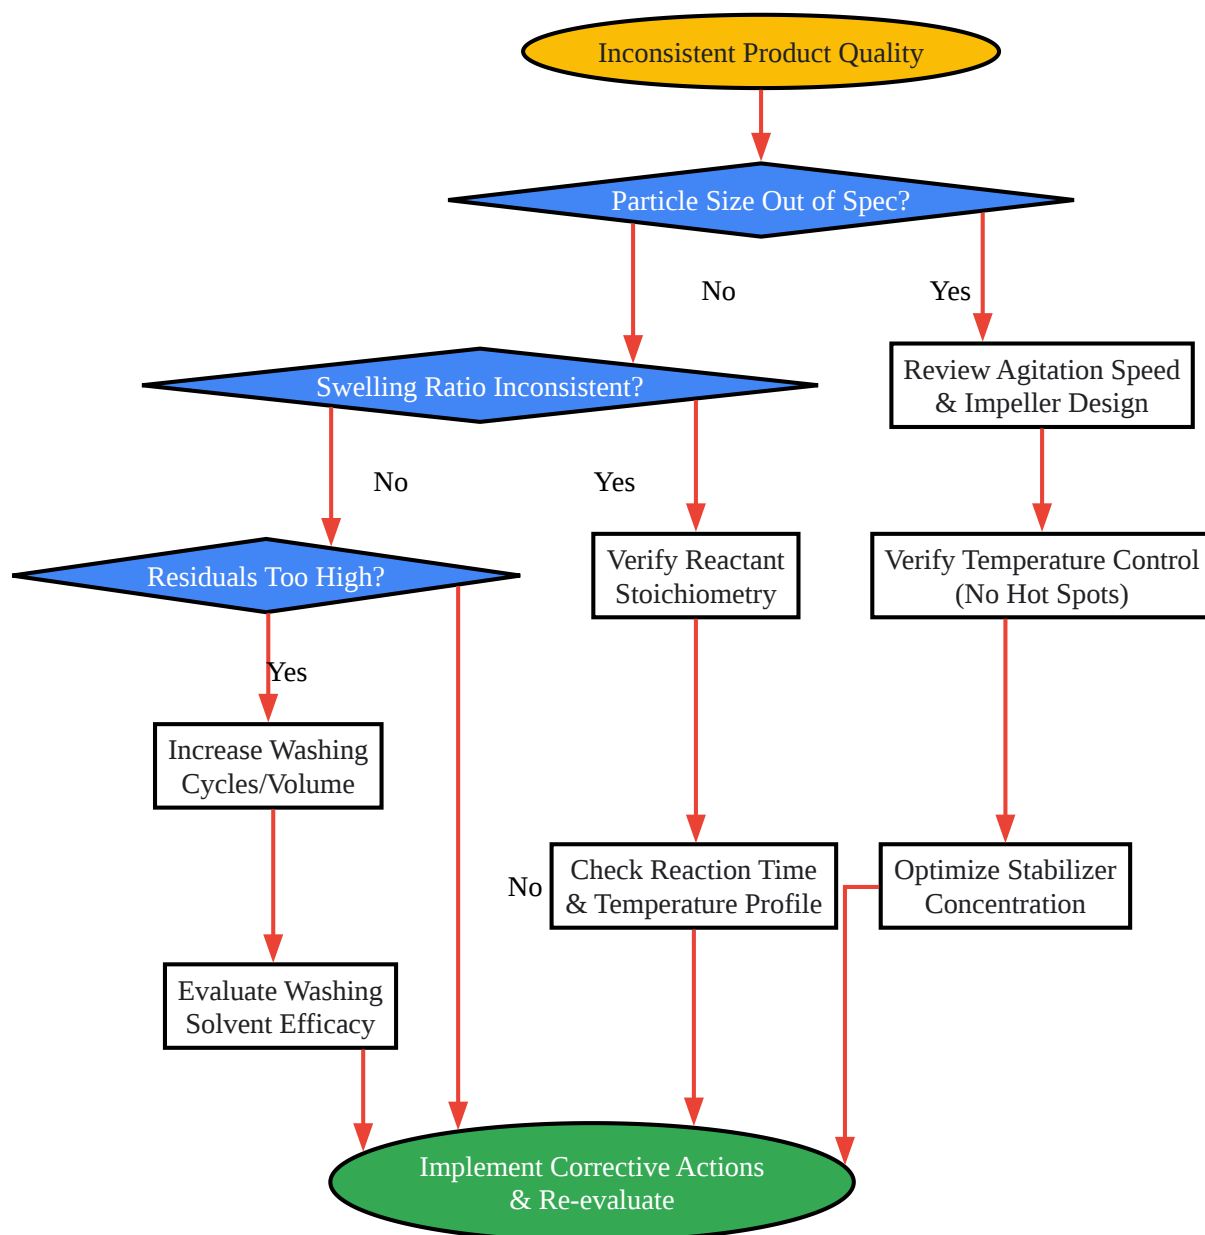 Inconsistent Product Quality
Particle Size Out of Spec?
No
Yes
Review Agitation Speed
& Impeller Design
Swelling Ratio Inconsistent?
No
Yes
Verify Reactant
Stoichiometry
Verify Temperature Control
(No Hot Spots)
Residuals Too High?
Yes
Increase Washing
Cycles/Volume
No
Check Reaction Time
& Temperature Profile
Optimize Stabilizer
Concentration
Evaluate Washing
Solvent Efficacy
Implement Corrective Actions
& Re-evaluate